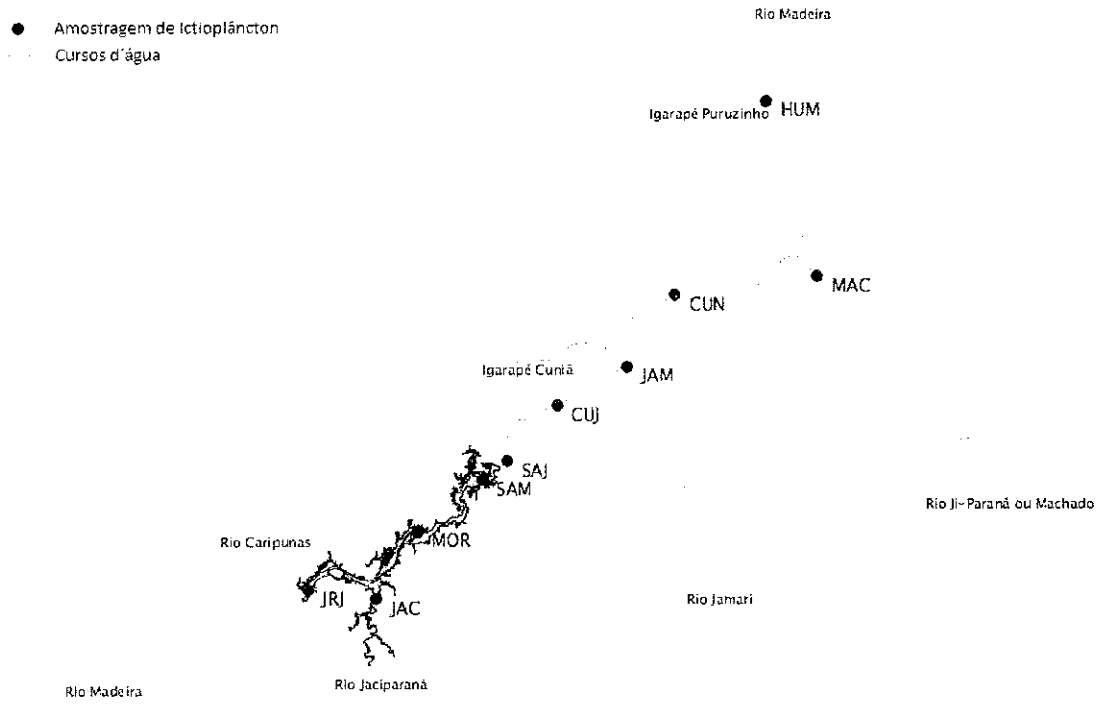 Rio Madeira
Amostragem de Ictioplâncton
Cursos d´água
Igarapé Puruzinho
HUM
MAC
CUN
Igarapé Cuniã
JAM
CUJ
SAJ
SAM
Rio Ji-Paraná ou Machado
MOR
Rio Caripunas
JRJ
JAC
Rio Jamari
Rio Jaciparaná
Rio Madeira